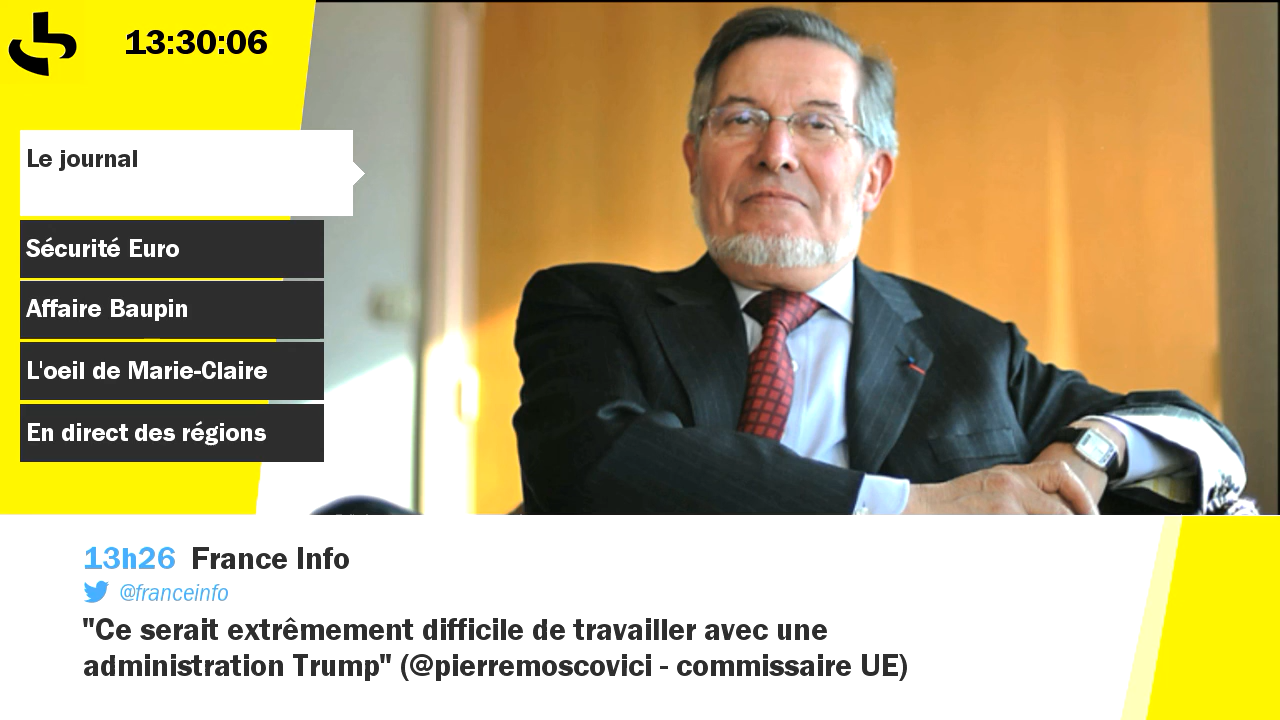 13:30:06
Le journal
Sécurité Euro
Affaire Baupin
L'oeil de Marie-Claire
En direct des régions
13h26 France Info
@franceinfo
"Ce serait extrêmement difficile de travailler avec une
administration Trump" (@pierremoscovici - commissaire UE)